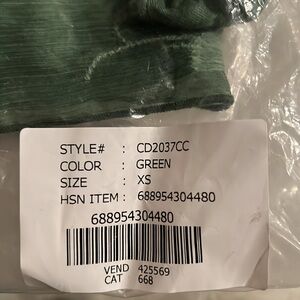 STYLE# : CD2037CC
COLOR : GREEN
SIZE : XS
HSN ITEM : 688954304480
688954304480
VEND 425569
CAT 668